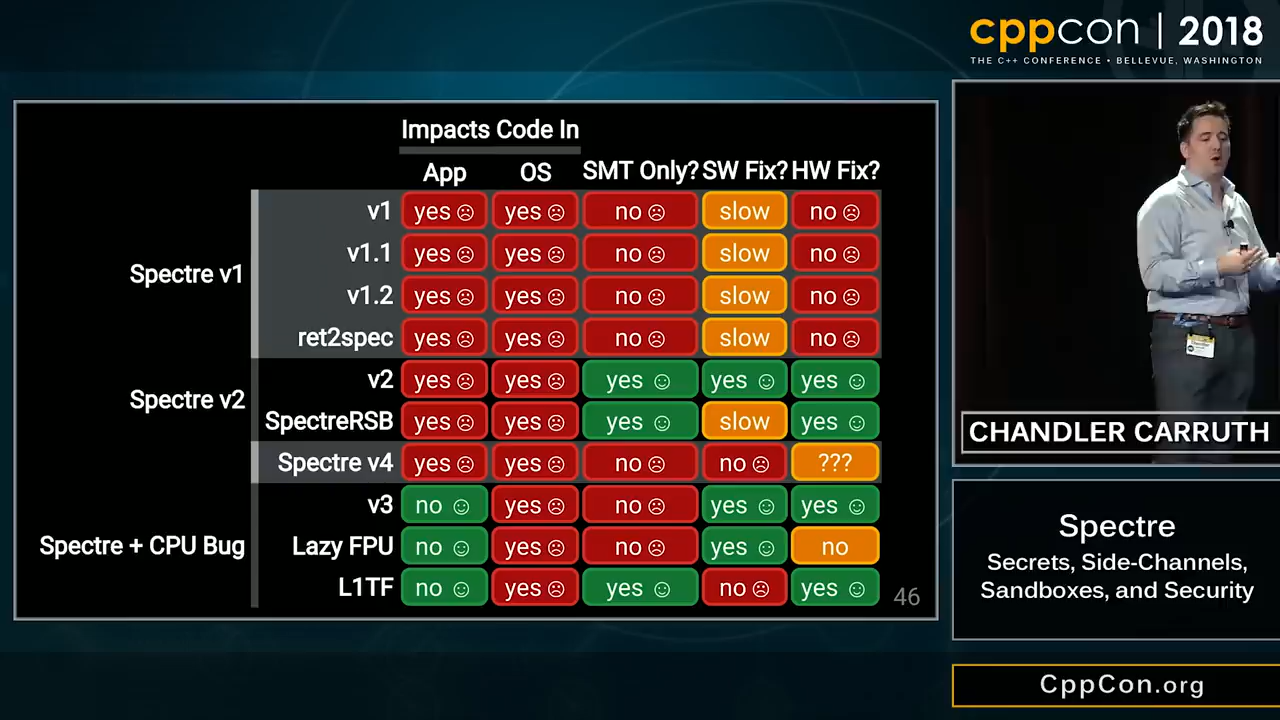 cppcon | 2018
THE C++ CONFERENCE • BELLEVUE, WASHINGTON
Impacts Code In
App OS SMT Only? SW Fix? HW Fix?
Spectre v1
v1 yes ☹ yes ☹ no ☹ slow no ☹
v1.1 yes ☹ yes ☹ no ☹ slow no ☹
v1.2 yes ☹ yes ☹ no ☹ slow no ☹
ret2spec yes ☹ yes ☹ no ☹ slow no ☹
Spectre v2
v2 yes ☹ yes ☹ yes ☺ yes ☺ yes ☺
SpectreRSB yes ☹ yes ☹ yes ☺ slow yes ☺
Spectre v4 yes ☹ yes ☹ no ☹ no ☹ ???
Spectre + CPU Bug
v3 no ☺ yes ☹ no ☹ yes ☺ yes ☺
Lazy FPU no ☺ yes ☹ no ☹ yes ☺ no
L1TF no ☺ yes ☹ yes ☺ no ☹ yes ☺
46
CHANDLER CARRUTH
Spectre
Secrets, Side-Channels,
Sandboxes, and Security
CppCon.org